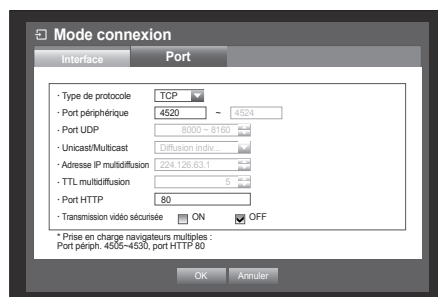 Mode connexion
Interface Port
· Type de protocole TCP
· Port périphérique 4520 ~ 4524
· Port UDP 8000 ~ 8160
· Unicast/Multicast Diffusion indiv...
· Adresse IP multidiffusion 224.126.63.1
· TTL multidiffusion 5
· Port HTTP 80
· Transmission vidéo sécurisée ON OFF
* Prise en charge navigateurs multiples :
Port périph. 4505~4530, port HTTP 80
OK Annuler